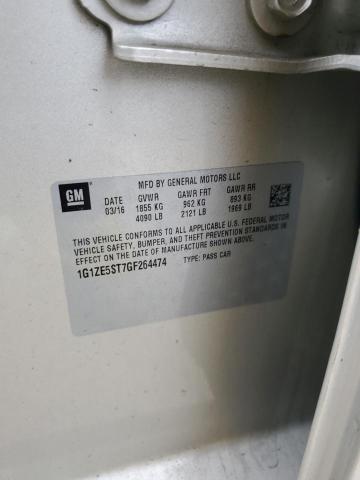 GM
MFD BY GENERAL MOTORS LLC
DATE GVWR GAWR FRT GAWR RR
03/16 1855 KG 962 KG 893 KG
4090 LB 2121 LB 1969 LB
THIS VEHICLE CONFORMS TO ALL APPLICABLE U.S. FEDERAL MOTOR
VEHICLE SAFETY, BUMPER, AND THEFT PREVENTION STANDARDS IN
EFFECT ON THE DATE OF MANUFACTURE SHOWN ABOVE.
1G1ZE5ST7GF264474 TYPE: PASS CAR